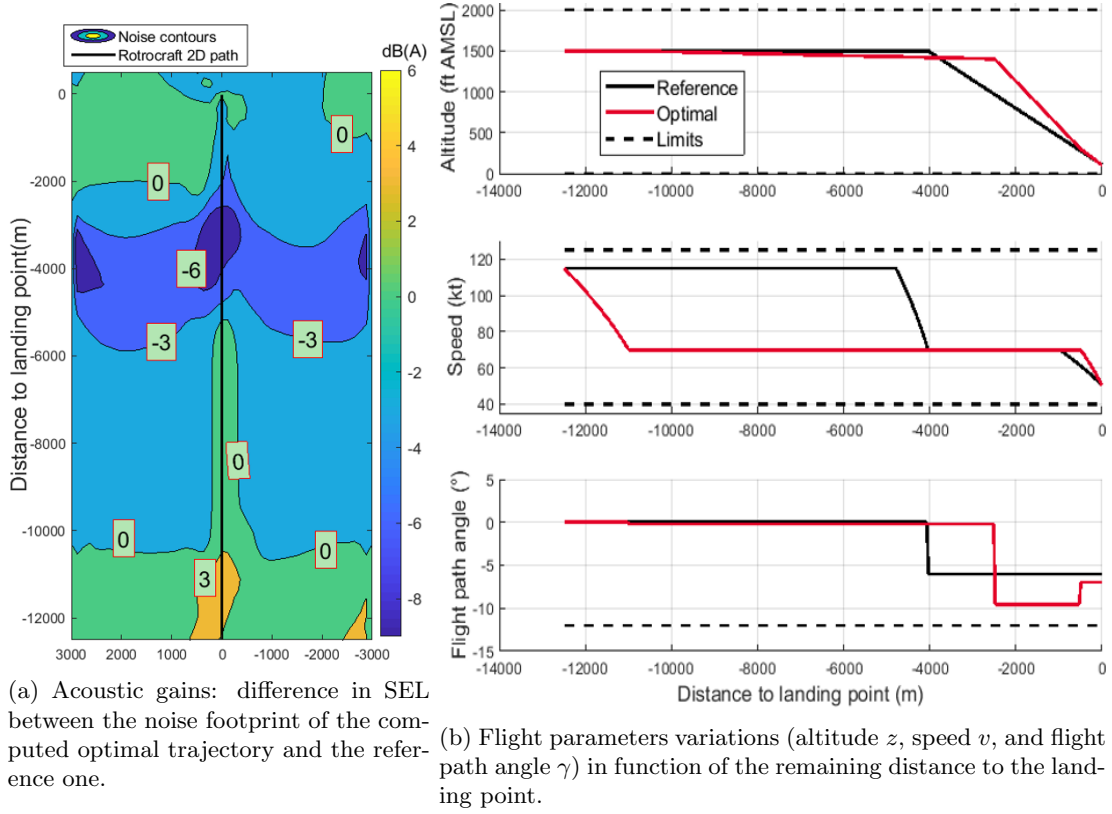 Noise contours
Rotrocraft 2D path
dB(A)
Distance to landing point(m)
0
-2000
-4000
-6000
-8000
-10000
-12000
3000 2000 1000 0 -1000 -2000 -3000
0
0
-6
-3
-3
0
0
0
3
6
4
2
0
-2
-4
-6
-8
(a) Acoustic gains: difference in SEL
between the noise footprint of the com-
puted optimal trajectory and the refer-
ence one.
Altitude (ft AMSL)
2000
1500
1000
500
0
Reference
Optimal
Limits
-14000 -12000 -10000 -8000 -6000 -4000 -2000 0
Speed (kt)
120
100
80
60
40
-14000 -12000 -10000 -8000 -6000 -4000 -2000 0
Flight path angle (°)
5
0
-5
-10
-15
-14000 -12000 -10000 -8000 -6000 -4000 -2000 0
Distance to landing point (m)
(b) Flight parameters variations (altitude z, speed v, and flight
path angle γ) in function of the remaining distance to the land-
ing point.